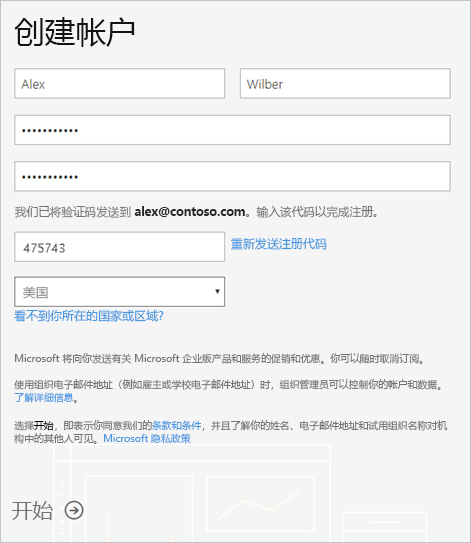 创建帐户
Alex Wilber
•••••••••••
•••••••••••
我们已将验证码发送到 alex@contoso.com。输入该代码以完成注册。
475743 重新发送注册代码
美国
看不到你所在的国家或区域?
Microsoft 将向你发送有关 Microsoft 企业版产品和服务的促销和优惠。你可以随时取消订阅。
使用组织电子邮件地址（例如雇主或学校电子邮件地址）时，组织管理员可以控制你的帐户和数据。
了解详细信息。
选择开始，即表示你同意我们的条款和条件，并且了解你的姓名、电子邮件地址和试用组织名称对机
构中的其他人可见。Microsoft 隐私政策
开始